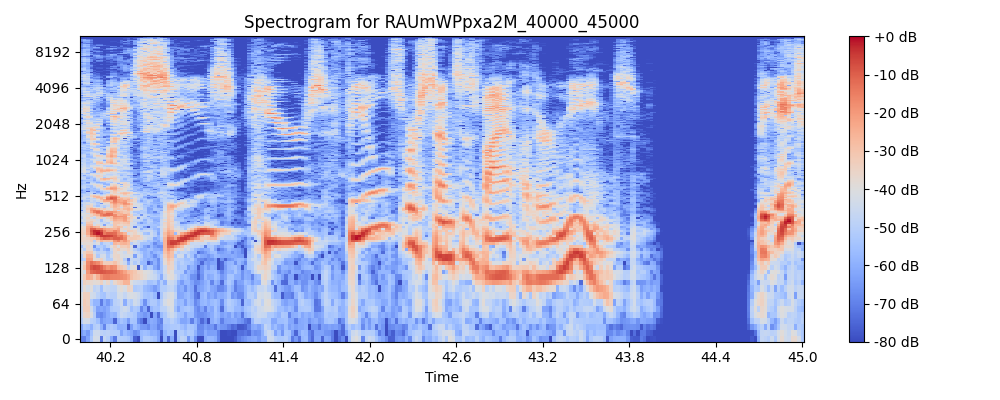 Spectrogram for RAUmWPpxa2M_40000_45000
Hz
8192
4096
2048
1024
512
256
128
64
0
40.2 40.8 41.4 42.0 42.6 43.2 43.8 44.4 45.0
Time
+0 dB
-10 dB
-20 dB
-30 dB
-40 dB
-50 dB
-60 dB
-70 dB
-80 dB